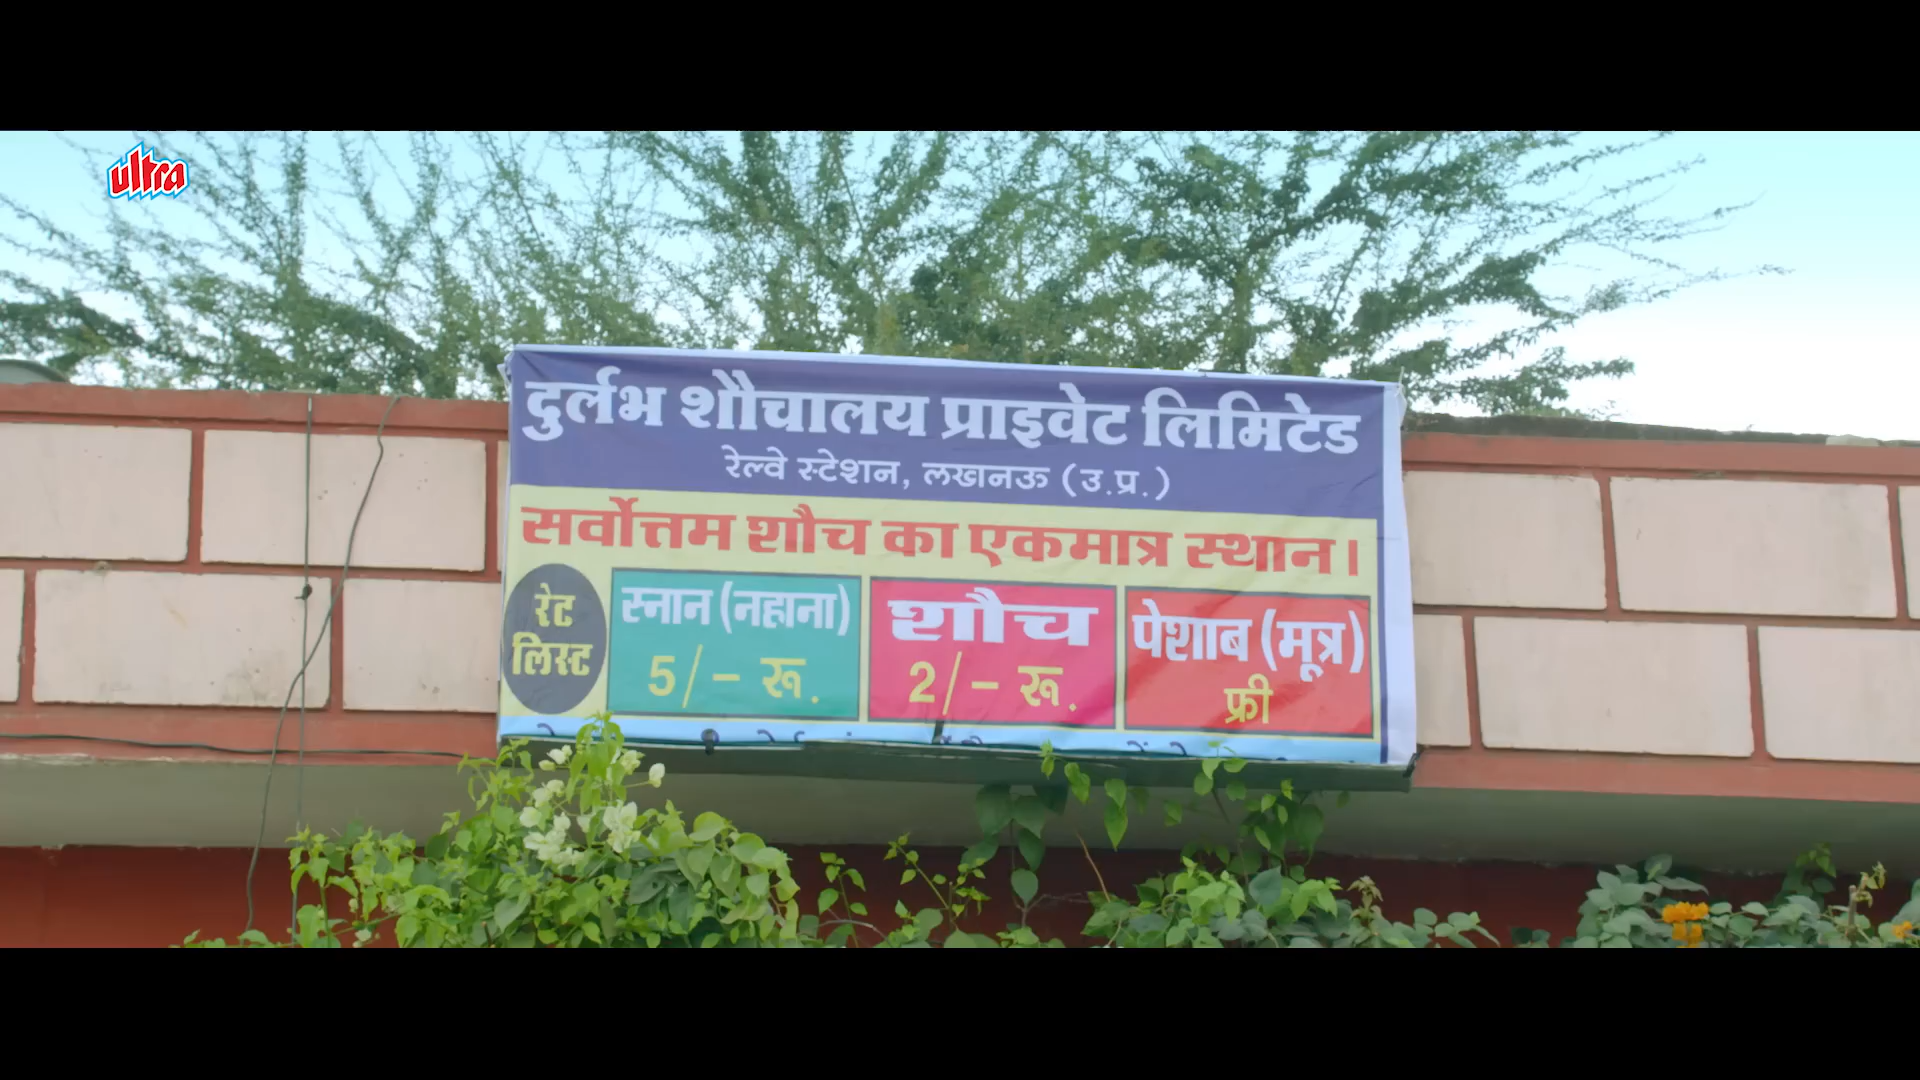 ultra
दुर्लभ शौचालय प्राइवेट लिमिटेड
रेल्वे स्टेशन, लखनऊ (उ.प्र.)
सर्वोत्तम शौच का एकमात्र स्थान।
रेट
लिस्ट
स्नान (नहाना)
5/- रू.
शौच
2/- रू.
पेशाब (मूत्र)
फ्री